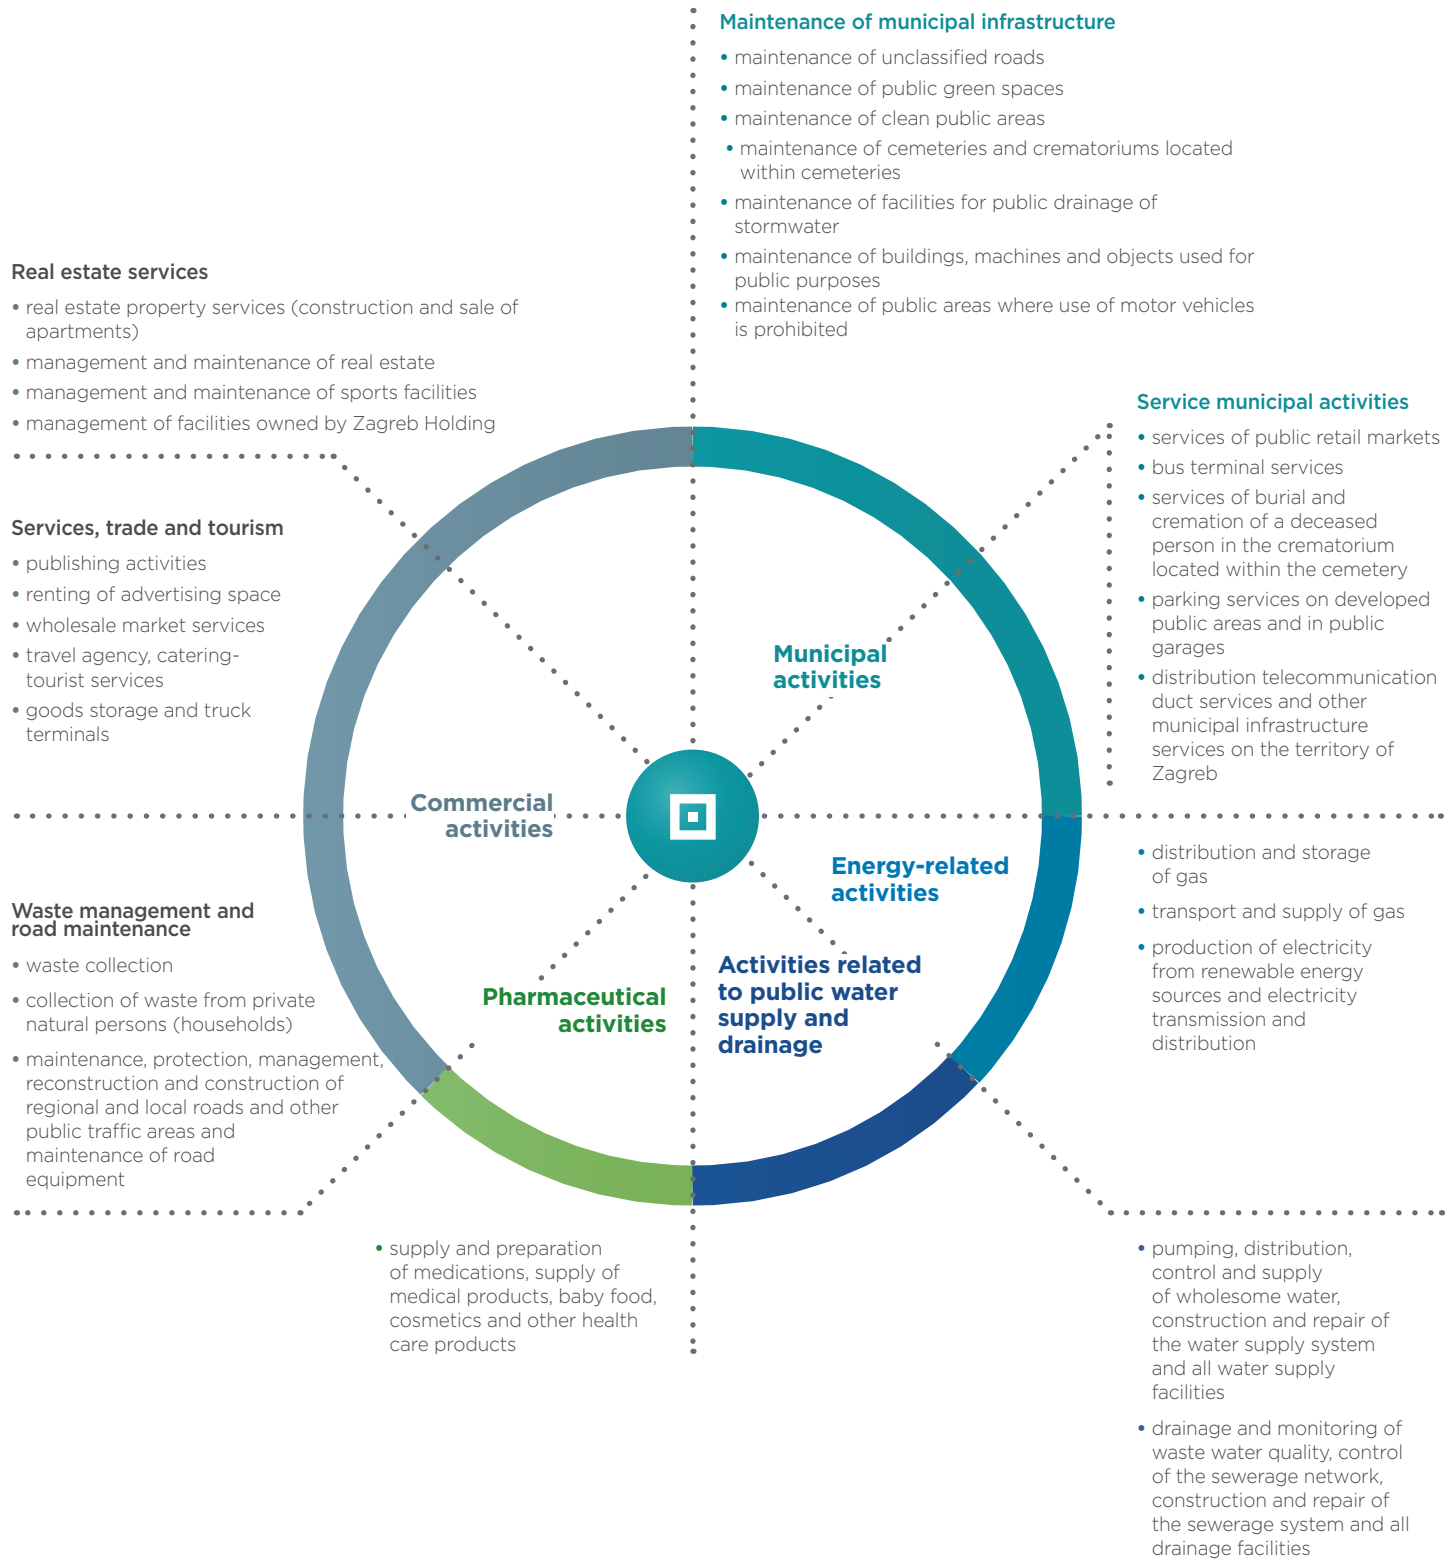 Maintenance of municipal infrastructure
• maintenance of unclassified roads
• maintenance of public green spaces
• maintenance of clean public areas
• maintenance of cemeteries and crematoriums located
within cemeteries
• maintenance of facilities for public drainage of
stormwater
• maintenance of buildings, machines and objects used for
public purposes
• maintenance of public areas where use of motor vehicles
is prohibited
Real estate services
• real estate property services (construction and sale of
apartments)
• management and maintenance of real estate
• management and maintenance of sports facilities
• management of facilities owned by Zagreb Holding
Service municipal activities
• services of public retail markets
• bus terminal services
• services of burial and
cremation of a deceased
person in the crematorium
located within the cemetery
• parking services on developed
public areas and in public
garages
• distribution telecommunication
duct services and other
municipal infrastructure
services on the territory of
Zagreb
Services, trade and tourism
• publishing activities
• renting of advertising space
• wholesale market services
• travel agency, catering-
tourist services
• goods storage and truck
terminals
Municipal
activities
Commercial
activities
Energy-related
activities
• distribution and storage
of gas
• transport and supply of gas
• production of electricity
from renewable energy
sources and electricity
transmission and
distribution
Waste management and
road maintenance
• waste collection
• collection of waste from private
natural persons (households)
• maintenance, protection, management,
reconstruction and construction of
regional and local roads and other
public traffic areas and
maintenance of road
equipment
Pharmaceutical
activities
Activities related
to public water
supply and
drainage
• supply and preparation
of medications, supply of
medical products, baby food,
cosmetics and other health
care products
• pumping, distribution,
control and supply
of wholesome water,
construction and repair of
the water supply system
and all water supply
facilities
• drainage and monitoring of
waste water quality, control
of the sewerage network,
construction and repair of
the sewerage system and all
drainage facilities